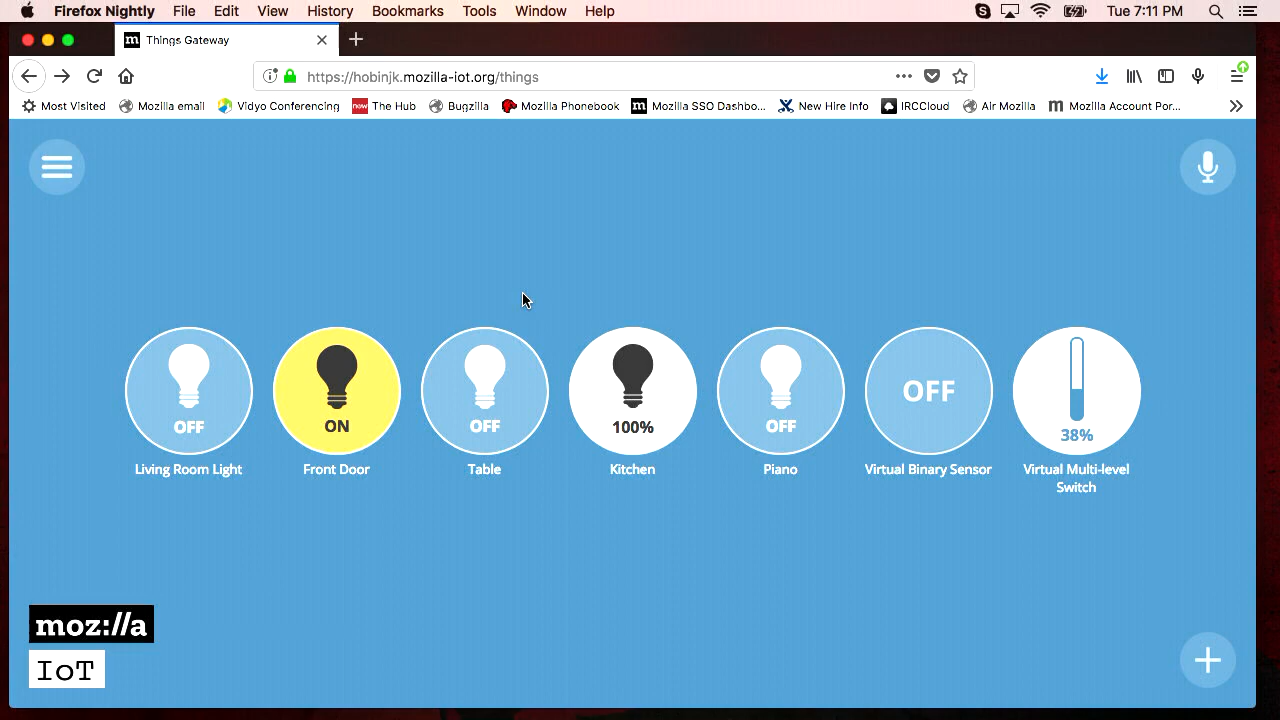 Firefox Nightly File Edit View History Bookmarks Tools Window Help Tue 7:11 PM
m Things Gateway
https://hobinjk.mozilla-iot.org/things
Most Visited Mozilla email Vidyo Conferencing now The Hub Bugzilla Mozilla Phonebook m Mozilla SSO Dashbo... New Hire Info IRCCloud Air Mozilla m Mozilla Account Por...
OFF ON OFF 100% OFF OFF 38%
Living Room Light Front Door Table Kitchen Piano Virtual Binary Sensor Virtual Multi-level
Switch
moz://a
IoT